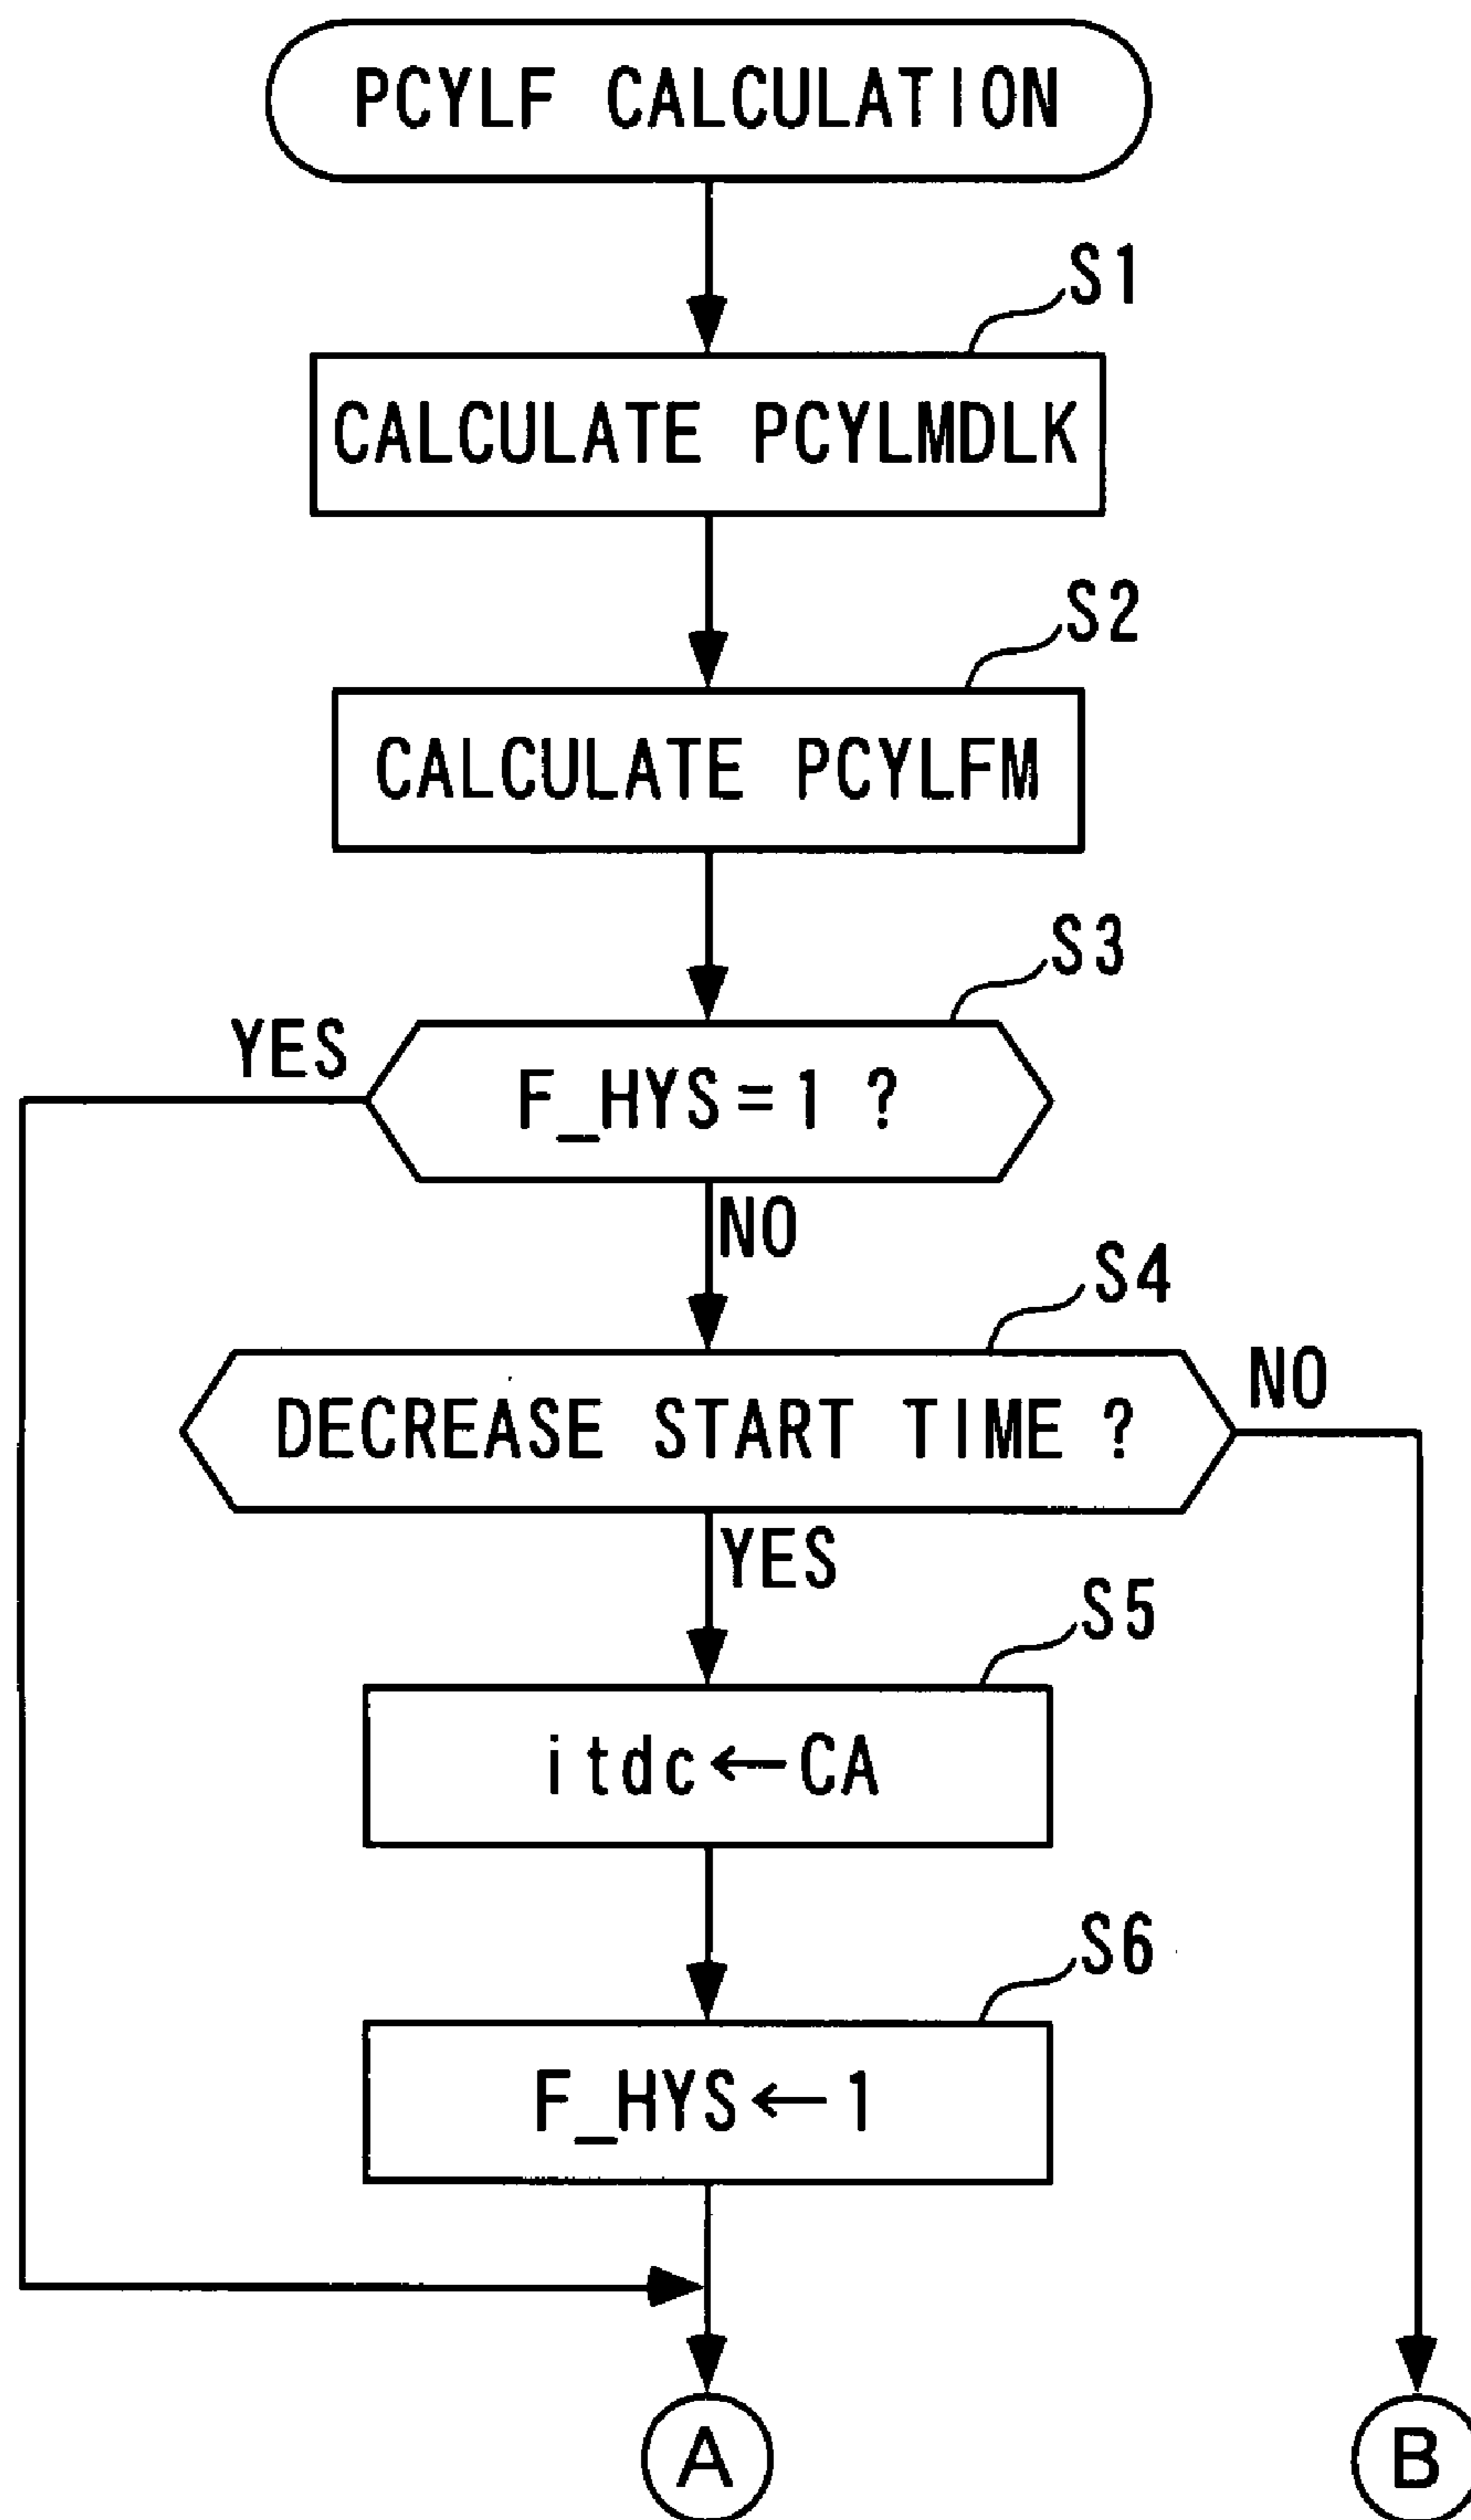 PCYLF CALCULATION
S1
CALCULATE PCYLMDLK
S2
CALCULATE PCYLFM
S3
YES
F_HYS=1 ?
NO
S4
NO
DECREASE START TIME ?
YES
S5
itdc←CA
S6
F_HYS←1
A
B